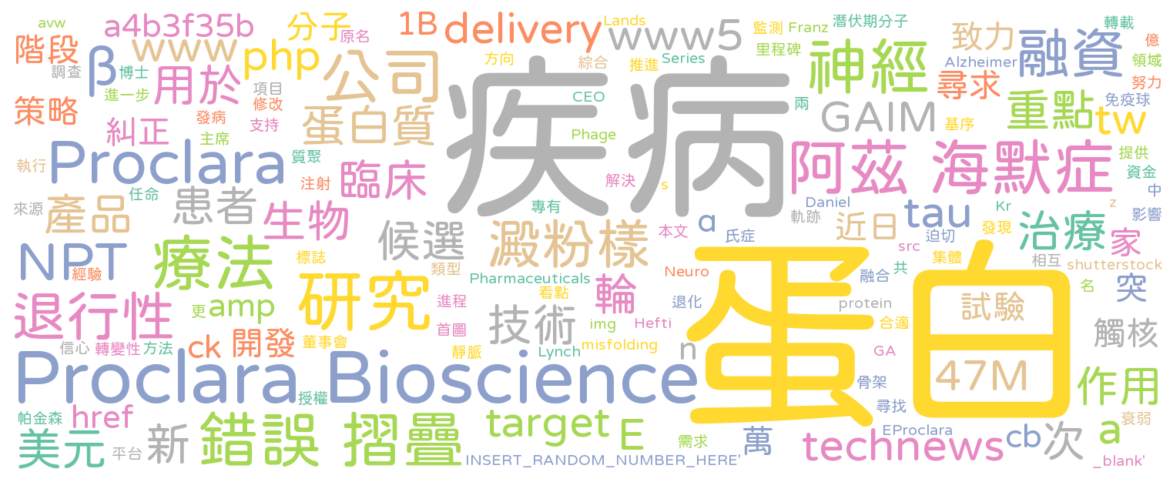 avw a4b3f35b 分子 1B delivery www5 Lands 監測 Franz 潛伏期分子 轉載
階段 www php 原名 方向 綜合 推進 Series 里程碑 神經 致力 融資 億
調查 β 博士 用於 公司 CEO 兩 Alzheimer 領域
進一步 項目 尋求 努力
策略 修改 發病 支持 蛋白質 疾病 Phage GAIM 基序 重點 tw 免疫球
糾正 主席 提供
執行 Proclara 質聚 注射 臨床 解決 s 阿茲 海默症 資金
來源 產品 任命 患者 生物 專有 本文 a Daniel 軌跡 近日 tau Kr z 發現 治療 中 影響
NPT 經驗 療法 標誌 候選 澱粉樣 氏症 src 迫切 集體 相互 家
類型 Pharmaceuticals Neuro 融合 共 shutterstock
退行性 更 amp 研究 進程 看點 輪 退化 protein 試驗 名 突
首圖 技術 img Hefti 合適 觸核
信心 轉變性 方法 ck 開發 董事會 靜脈 Lynch misfolding n 蛋白 GA
Proclara Bioscience 骨架 47M
授權 尋找 作用
帕金森 href target E EProclara 衰弱
美元 平台 新 錯誤 摺疊 需求 萬 technews cb 次 a
INSERT_RANDOM_NUMBER_HERE' _blank'